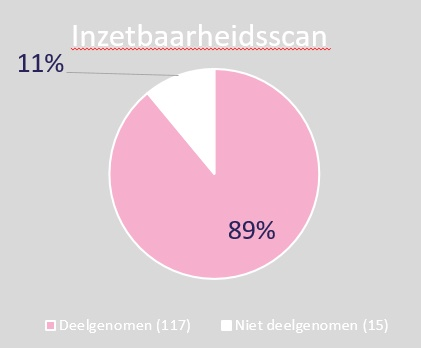 Inzetbaarheidsscan
11%
89%
Deelgenomen (117) Niet deelgenomen (15)